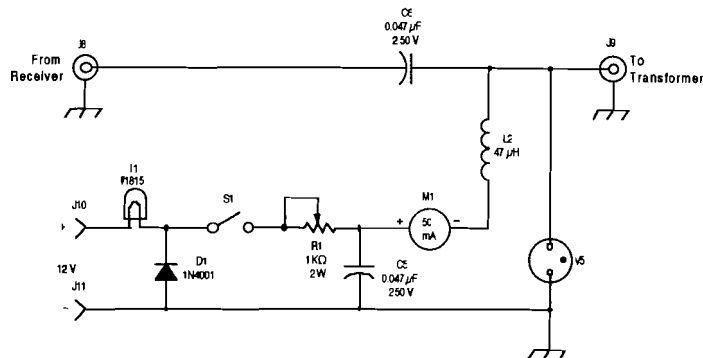 C6
0.047 µF
250 V
J8
From
Receiver
J9
To
Transformer
L2
47 µH
I1
#1815
J10
+
S1
M1
+
50
mA
–
R1
1KΩ
2W
D1
1N4001
C5
0.047 µF
250 V
V5
12 V
J11
–